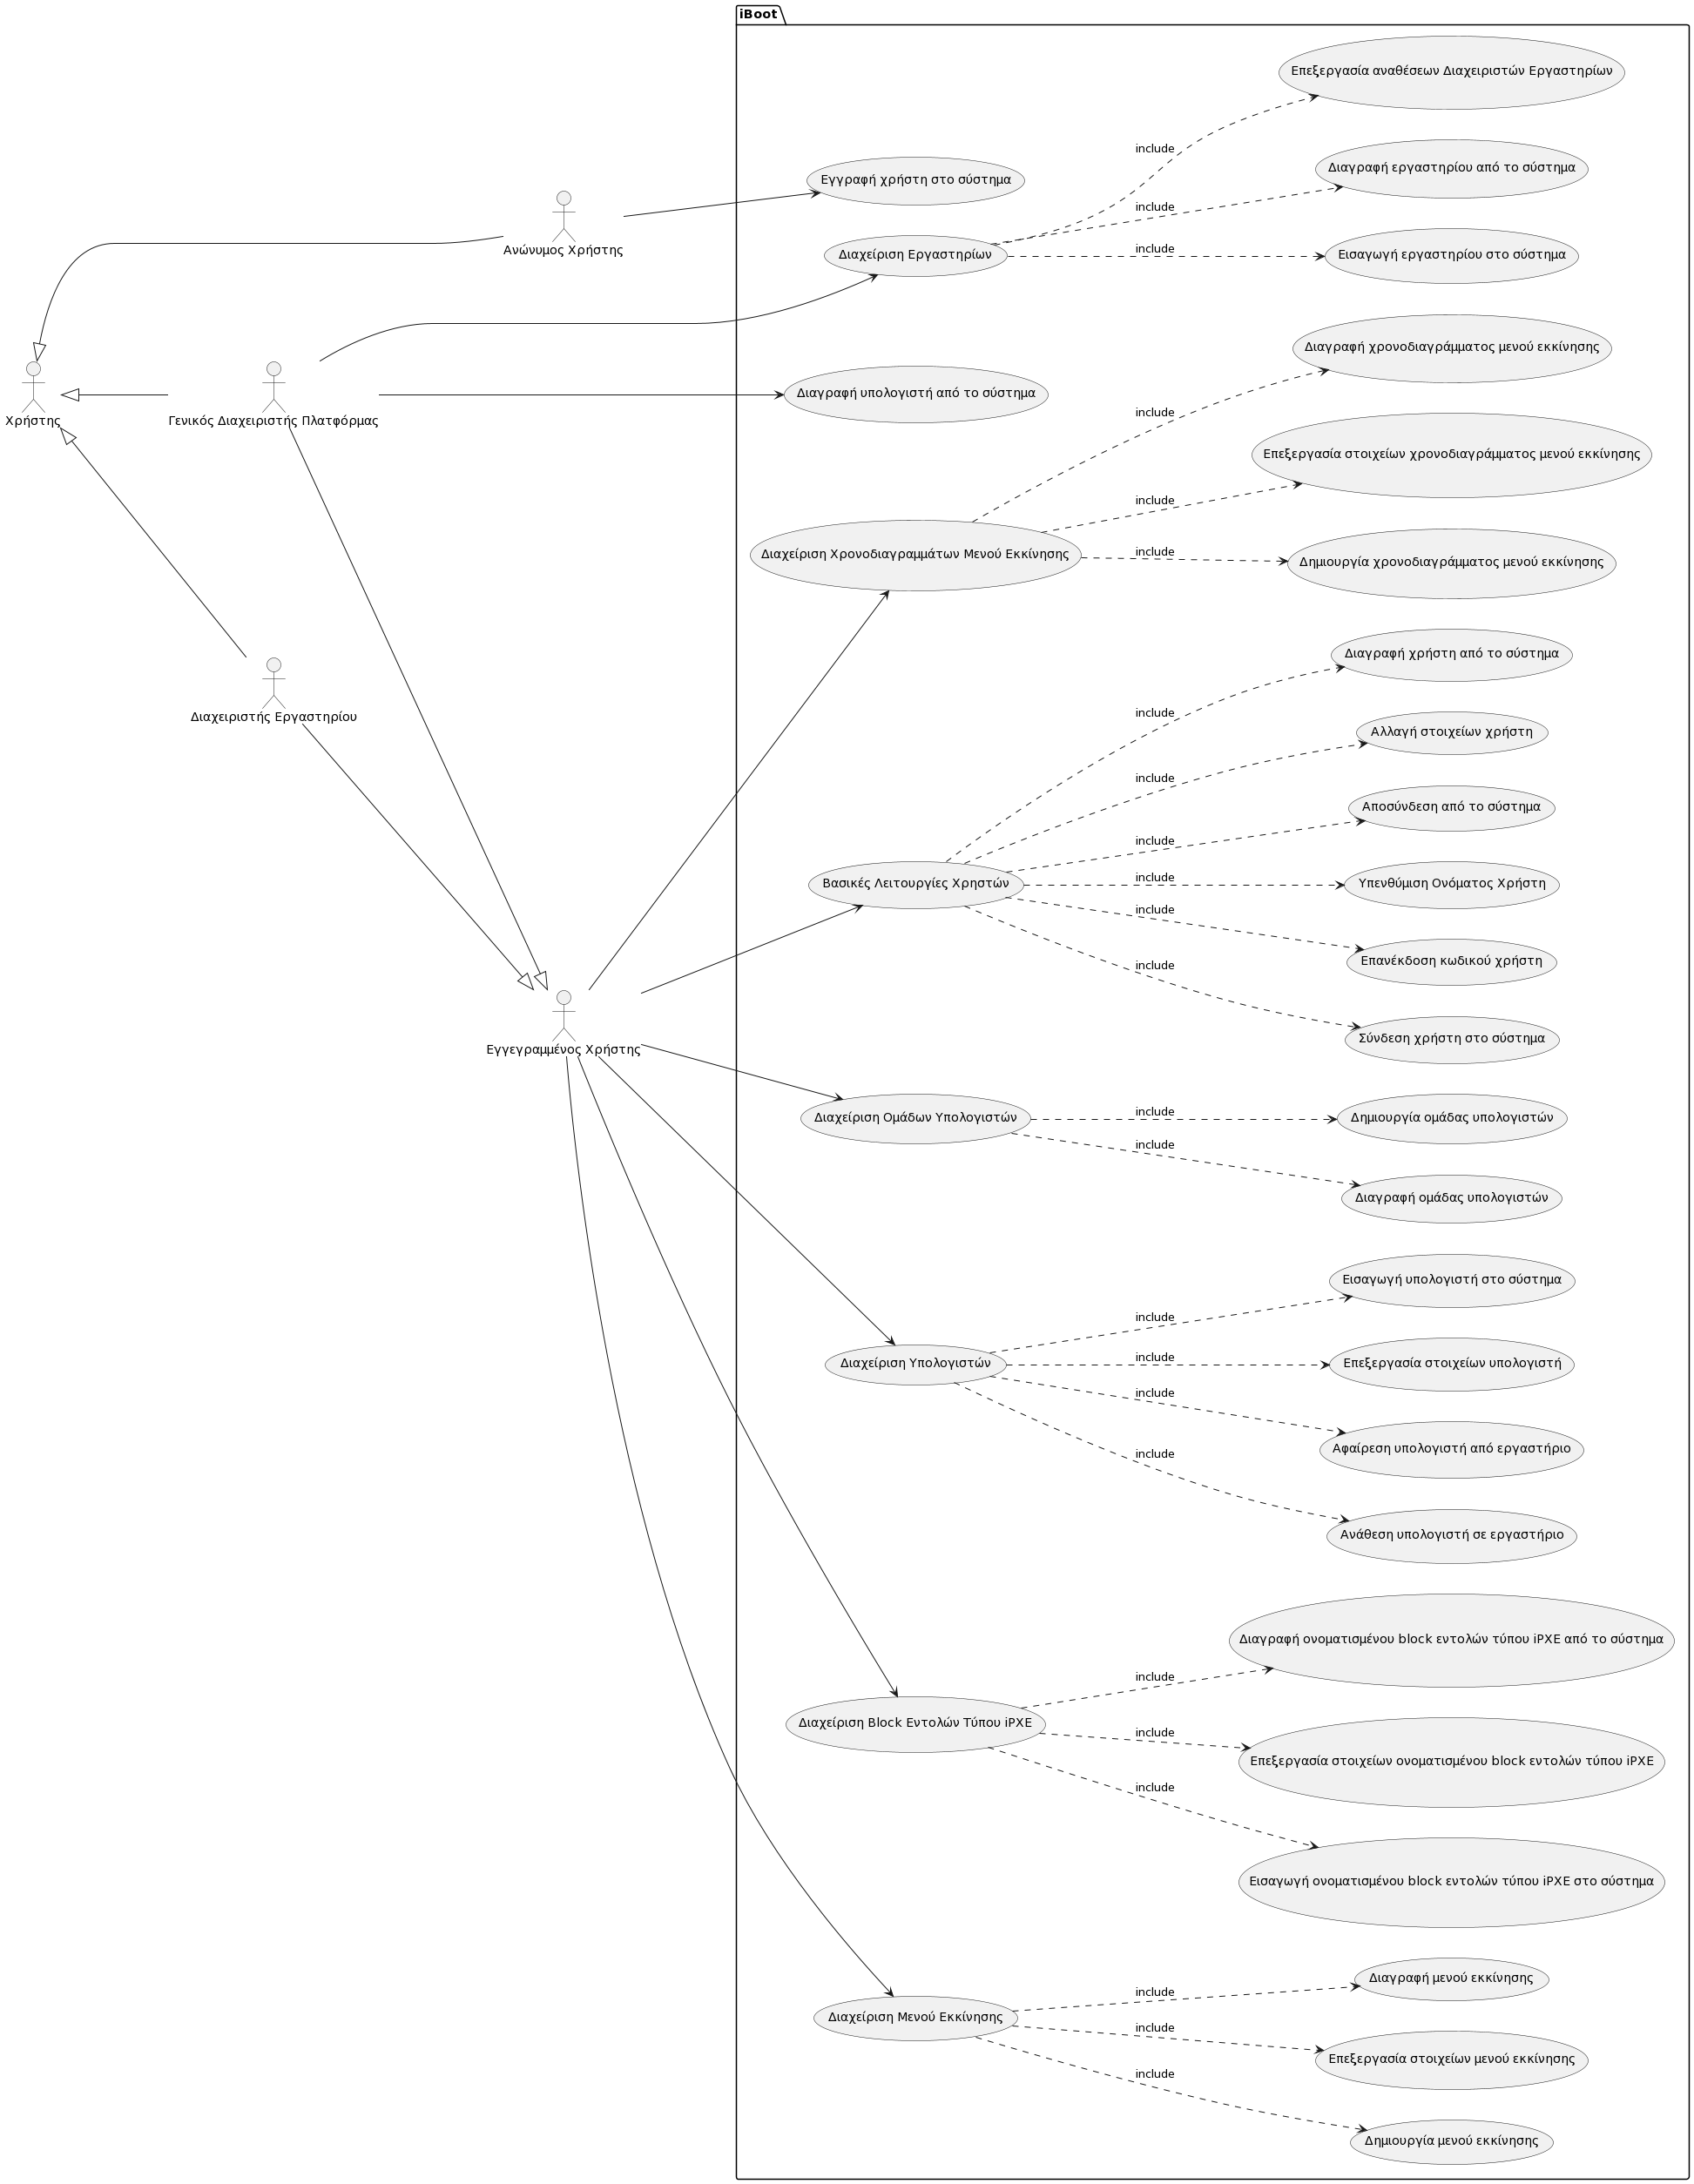 iBoot
Επεξεργασία αναθέσεων Διαχειριστών Εργαστηρίων
include
Διαγραφή εργαστηρίου από το σύστημα
Εγγραφή χρήστη στο σύστημα
include
Ανώνυμος Χρήστης
include
Διαχείριση Εργαστηρίων
Εισαγωγή εργαστηρίου στο σύστημα
Διαγραφή χρονοδιαγράμματος μενού εκκίνησης
Διαγραφή υπολογιστή από το σύστημα
include
Χρήστης
Γενικός Διαχειριστής Πλατφόρμας
Επεξεργασία στοιχείων χρονοδιαγράμματος μενού εκκίνησης
include
include
Διαχείριση Χρονοδιαγραμμάτων Μενού Εκκίνησης
Δημιουργία χρονοδιαγράμματος μενού εκκίνησης
Διαγραφή χρήστη από το σύστημα
include
Διαχειριστής Εργαστηρίου
Αλλαγή στοιχείων χρήστη
include
Αποσύνδεση από το σύστημα
include
include
Βασικές Λειτουργίες Χρηστών
Υπενθύμιση Ονόματος Χρήστη
include
Επανέκδοση κωδικού χρήστη
include
Σύνδεση χρήστη στο σύστημα
Εγγεγραμμένος Χρήστης
include
Διαχείριση Ομάδων Υπολογιστών
Δημιουργία ομάδας υπολογιστών
include
Διαγραφή ομάδας υπολογιστών
Εισαγωγή υπολογιστή στο σύστημα
include
include
Διαχείριση Υπολογιστών
Επεξεργασία στοιχείων υπολογιστή
include
Αφαίρεση υπολογιστή από εργαστήριο
include
Ανάθεση υπολογιστή σε εργαστήριο
Διαγραφή ονοματισμένου block εντολών τύπου iPXE από το σύστημα
include
Διαχείριση Block Εντολών Τύπου iPXE
include
Επεξεργασία στοιχείων ονοματισμένου block εντολών τύπου iPXE
include
Εισαγωγή ονοματισμένου block εντολών τύπου iPXE στο σύστημα
Διαγραφή μενού εκκίνησης
include
Διαχείριση Μενού Εκκίνησης
include
Επεξεργασία στοιχείων μενού εκκίνησης
include
Δημιουργία μενού εκκίνησης